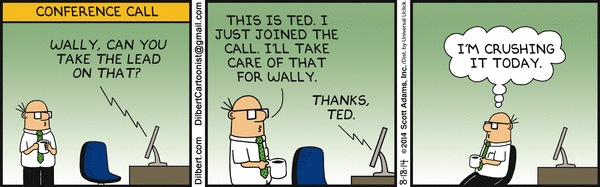 CONFERENCE CALL
WALLY, CAN YOU
TAKE THE LEAD
ON THAT?
Dilbert.com DilbertCartoonist@gmail.com
THIS IS TED. I
JUST JOINED THE
CALL. I'LL TAKE
CARE OF THAT
FOR WALLY.
THANKS,
TED.
8-18-14 ©2014 Scott Adams, Inc. /Dist. by Universal Uclick
I'M CRUSHING
IT TODAY.